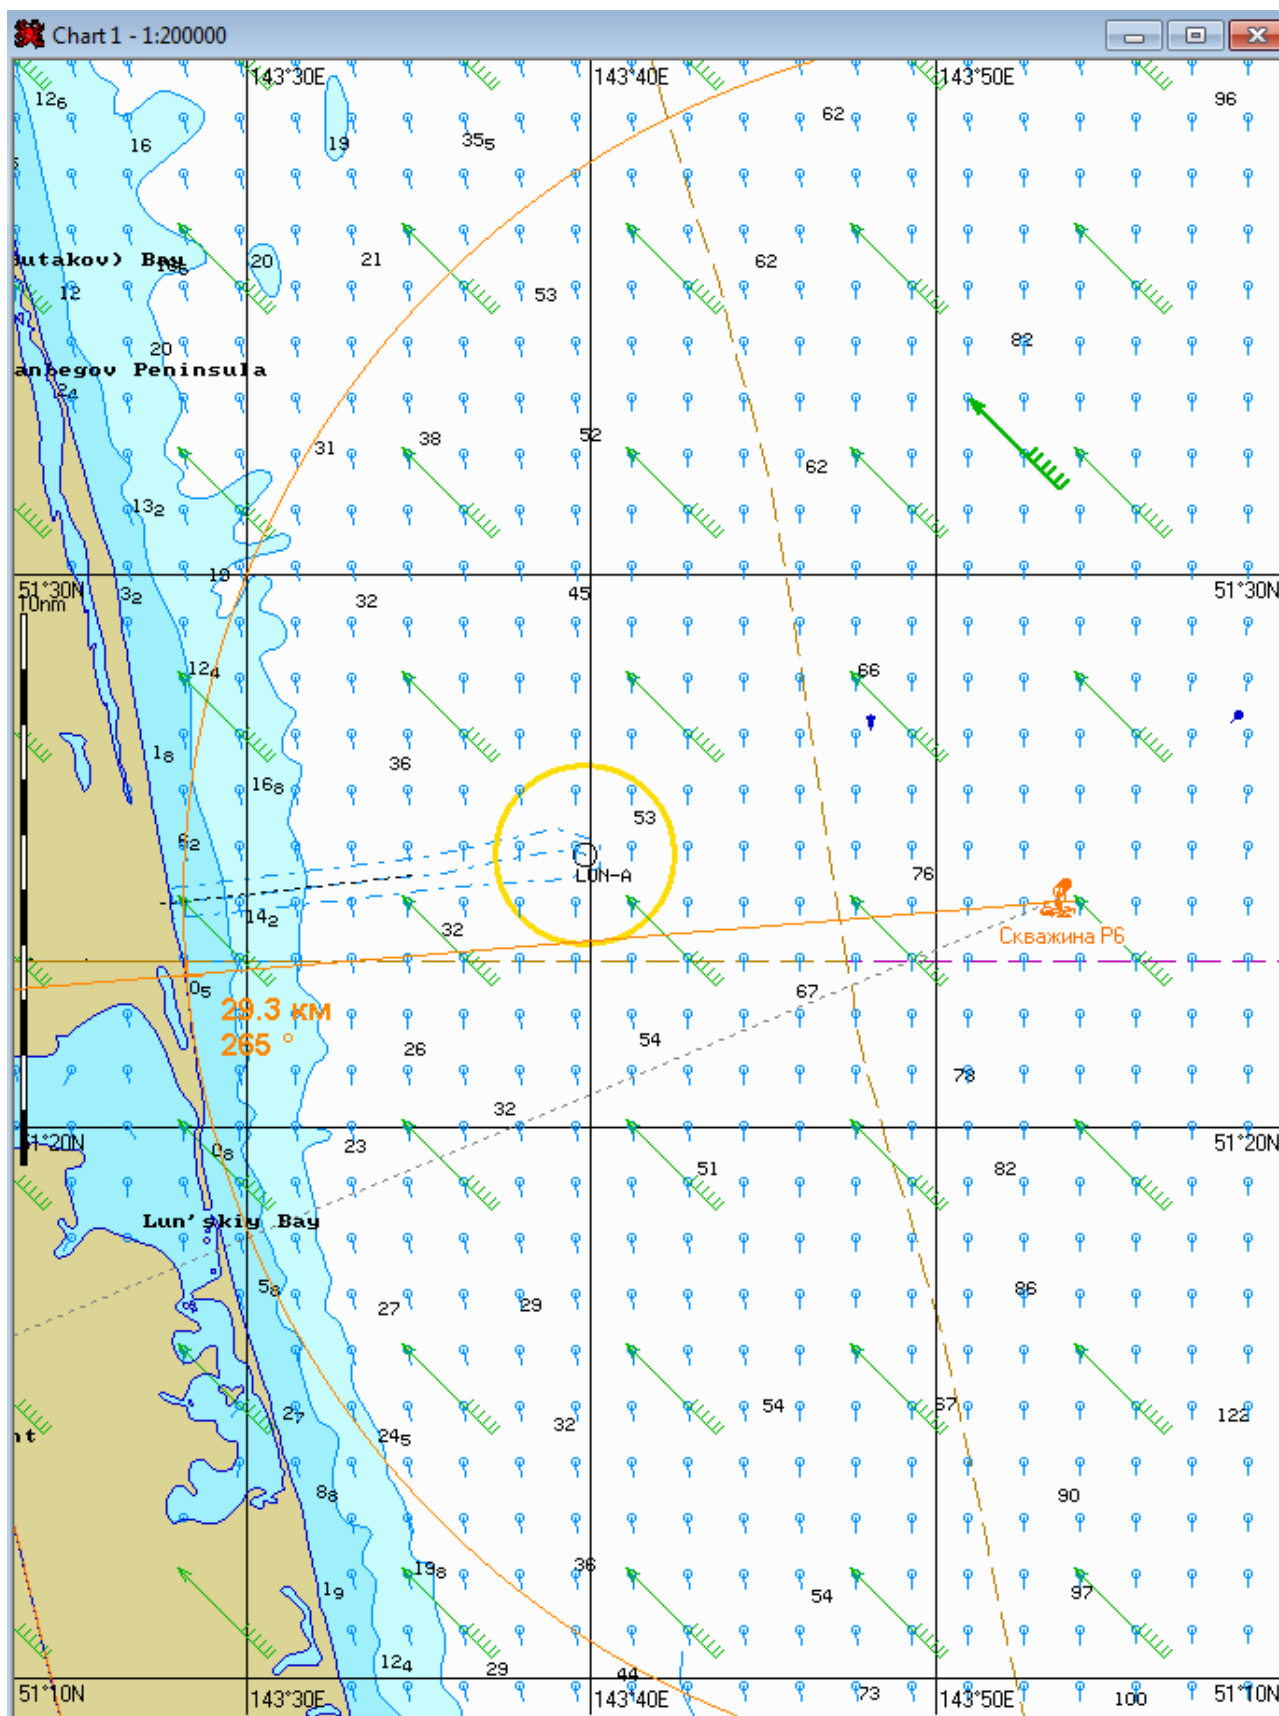 Chart 1 - 1:200000
143°30E 143°40E 143°50E
12₆ 62 96
16 19 35₅
utakov) Bay 20 21 62
12 53
20 82
anbegov Peninsula
2₄
31 38 52 62
13₂
19
51°30N 51°30N
10nm 3₂ 32 45
12₄ 66
1₈ 36
16₈ 53
6₂
LUN-A 76
14₂ 32
Скважина Р6
0₅ 67
29.3 км
265 °
26 54
78
32
51°20N 51°20N
0₈ 23 51 82
Lun'skiy Bay
5₈ 86
27 29
54 67
2₇ 32 122
nt 24₅
8₈ 90
19₈ 36
1₉ 54 97
12₄ 29 44
51°10N 143°30E 143°40E 73 143°50E 100 51°10N